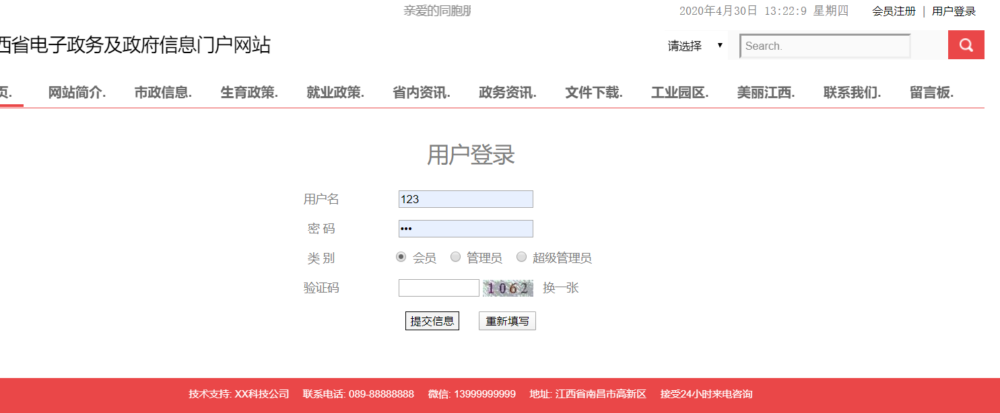 亲爱的同胞
2020年4月30日 13:22:9 星期四 会员注册 | 用户登录
西省电子政务及政府信息门户网站
请选择 ▼ Search.
页. 网站简介. 市政信息. 生育政策. 就业政策. 省内资讯. 政务资讯. 文件下载. 工业园区. 美丽江西. 联系我们. 留言板.
用户登录
用户名 123
密 码 •••
类 别 会员 管理员 超级管理员
验证码 1062 换一张
提交信息 重新填写
技术支持: XX科技公司 联系电话: 089-88888888 微信: 13999999999 地址: 江西省南昌市高新区 接受24小时来电咨询